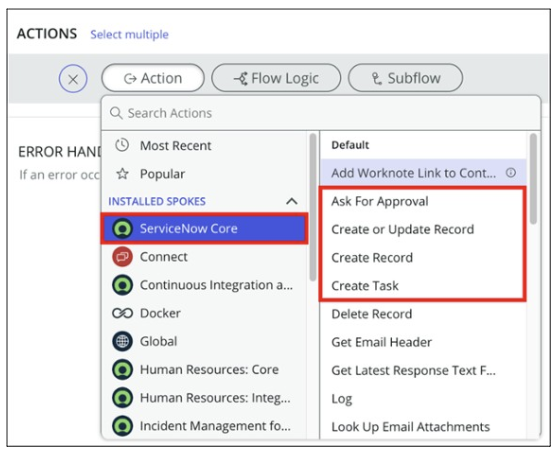 ACTIONS Select multiple
Action
Flow Logic
Subflow
Search Actions
ERROR HAND
If an error occ
Most Recent
Popular
INSTALLED SPOKES
ServiceNow Core
Connect
Continuous Integration a...
Docker
Global
Human Resources: Core
Human Resources: Integ...
Incident Management fo...
Default
Add Worknote Link to Cont...
Ask For Approval
Create or Update Record
Create Record
Create Task
Delete Record
Get Email Header
Get Latest Response Text F...
Log
Look Up Email Attachments